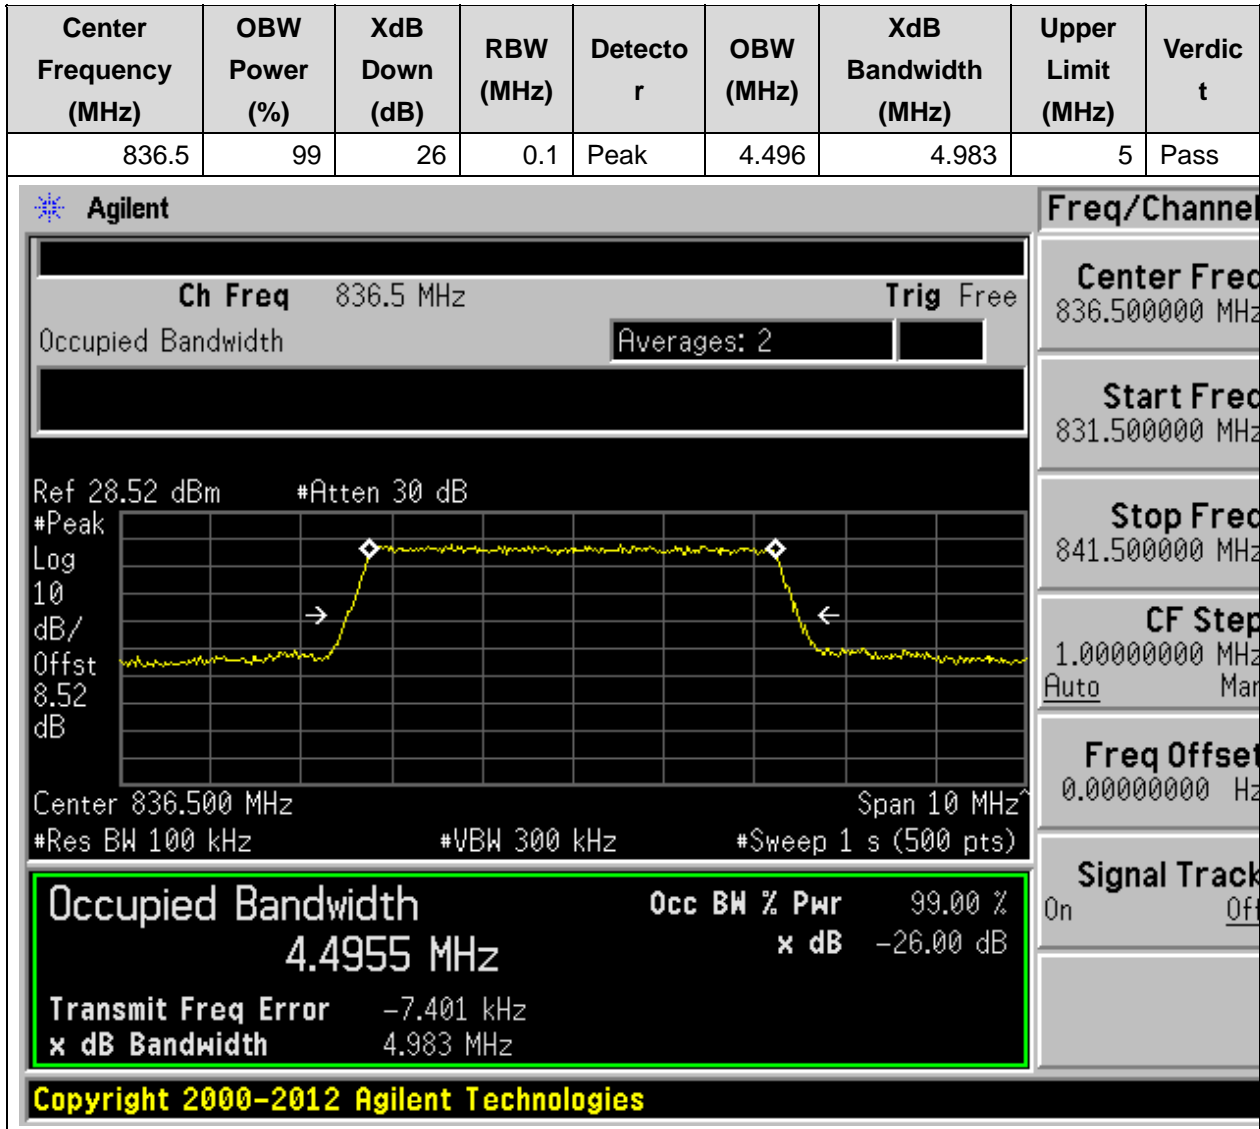 Center Frequency (MHz) OBW Power (%) XdB Down (dB) RBW (MHz) Detecto r OBW (MHz) XdB Bandwidth (MHz) Upper Limit (MHz) Verdic t
836.5 99 26 0.1 Peak 4.496 4.983 5 Pass
Agilent
Ch Freq 836.5 MHz Trig Free
Occupied Bandwidth Averages: 2
Ref 28.52 dBm #Atten 30 dB
#Peak
Log
10
dB/
Offst
8.52
dB
Center 836.500 MHz Span 10 MHz^
#Res BW 100 kHz #VBW 300 kHz #Sweep 1 s (500 pts)
Occupied Bandwidth Occ BW % Pwr 99.00 %
4.4955 MHz x dB -26.00 dB
Transmit Freq Error -7.401 kHz
x dB Bandwidth 4.983 MHz
Copyright 2000-2012 Agilent Technologies
Freq/Channel
Center Freq
836.500000 MHz
Start Freq
831.500000 MHz
Stop Freq
841.500000 MHz
CF Step
1.00000000 MHz
Auto Man
Freq Offset
0.00000000 Hz
Signal Track
On Off